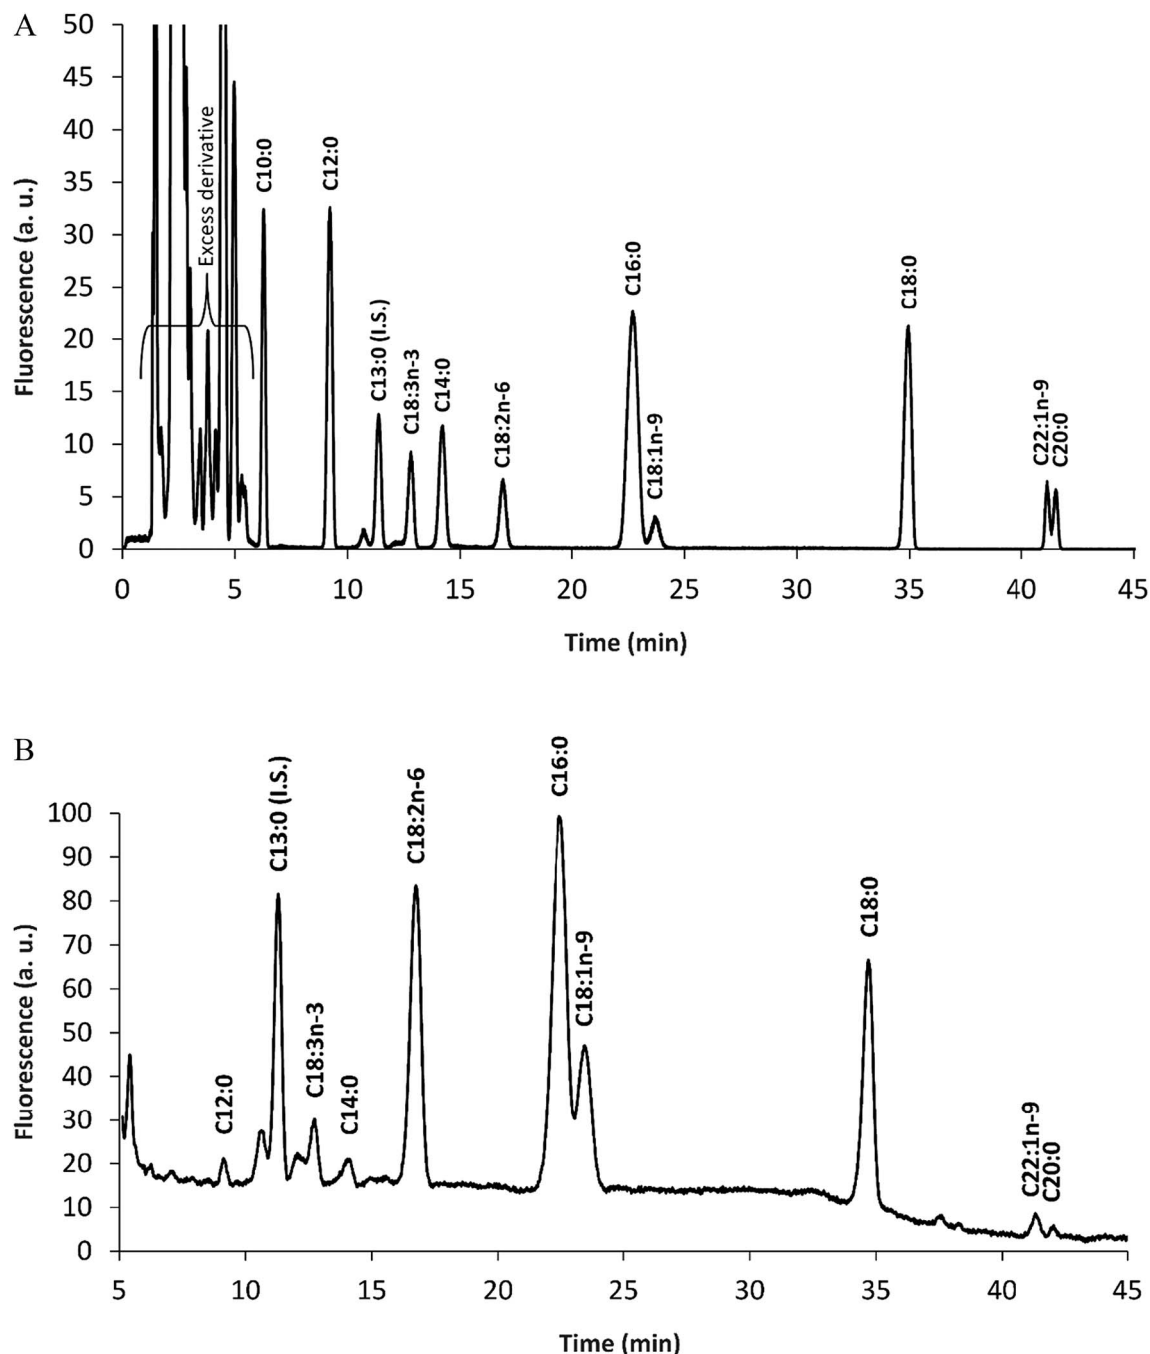 A
50
45
40
35
30
25
20
15
10
5
0
Fluorescence (a. u.)
Excess derivative
C10:0
C12:0
C13:0 (I.S.)
C18:3n-3
C14:0
C18:2n-6
C16:0
C18:1n-9
C18:0
C22:1n-9
C20:0
0 5 10 15 20 25 30 35 40 45
Time (min)
B
100
90
80
70
60
50
40
30
20
10
0
Fluorescence (a. u.)
C12:0
C13:0 (I.S.)
C18:3n-3
C14:0
C18:2n-6
C16:0
C18:1n-9
C18:0
C22:1n-9
C20:0
5 10 15 20 25 30 35 40 45
Time (min)